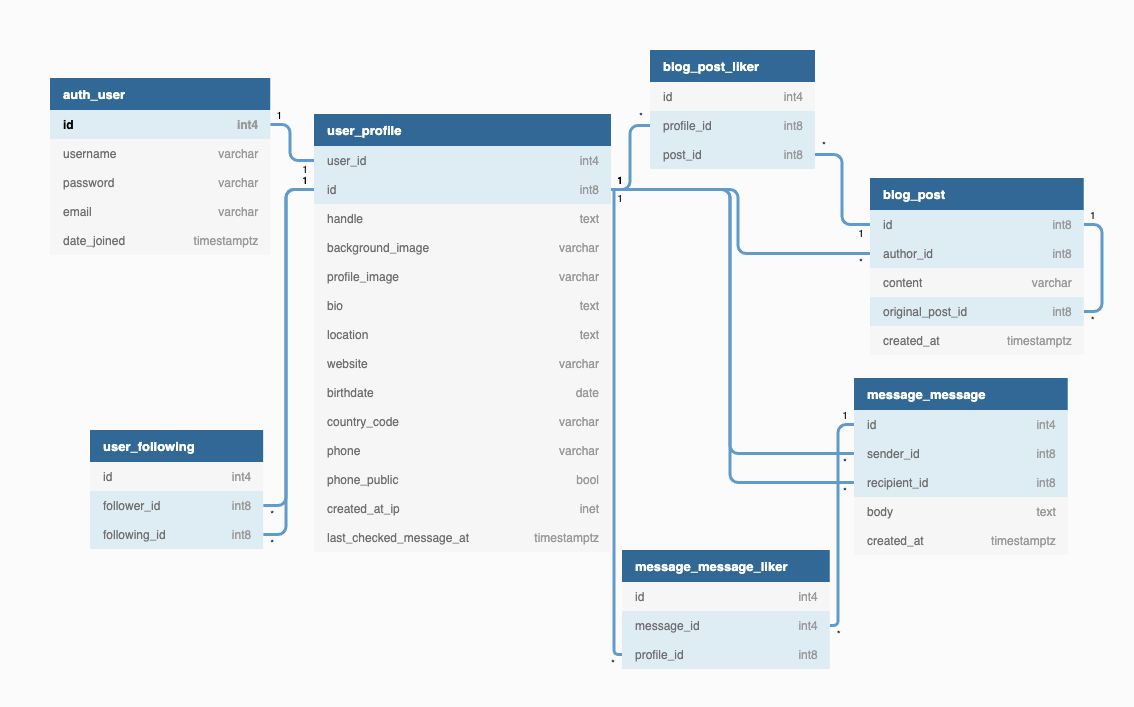 auth_user
id int4
username varchar
password varchar
email varchar
date_joined timestamptz
1
1
user_profile
user_id int4
id int8
handle text
background_image varchar
profile_image varchar
bio text
location text
website varchar
birthdate date
country_code varchar
phone varchar
phone_public bool
created_at_ip inet
last_checked_message_at timestamptz
1
1
1
user_following
id int4
follower_id int8
following_id int8
*
*
blog_post_liker
id int4
profile_id int8
post_id int8
*
*
blog_post
id int8
author_id int8
content varchar
original_post_id int8
created_at timestamptz
1
*
1
*
message_message
id int4
sender_id int8
recipient_id int8
body text
created_at timestamptz
1
*
*
message_message_liker
id int4
message_id int4
profile_id int8
*
*